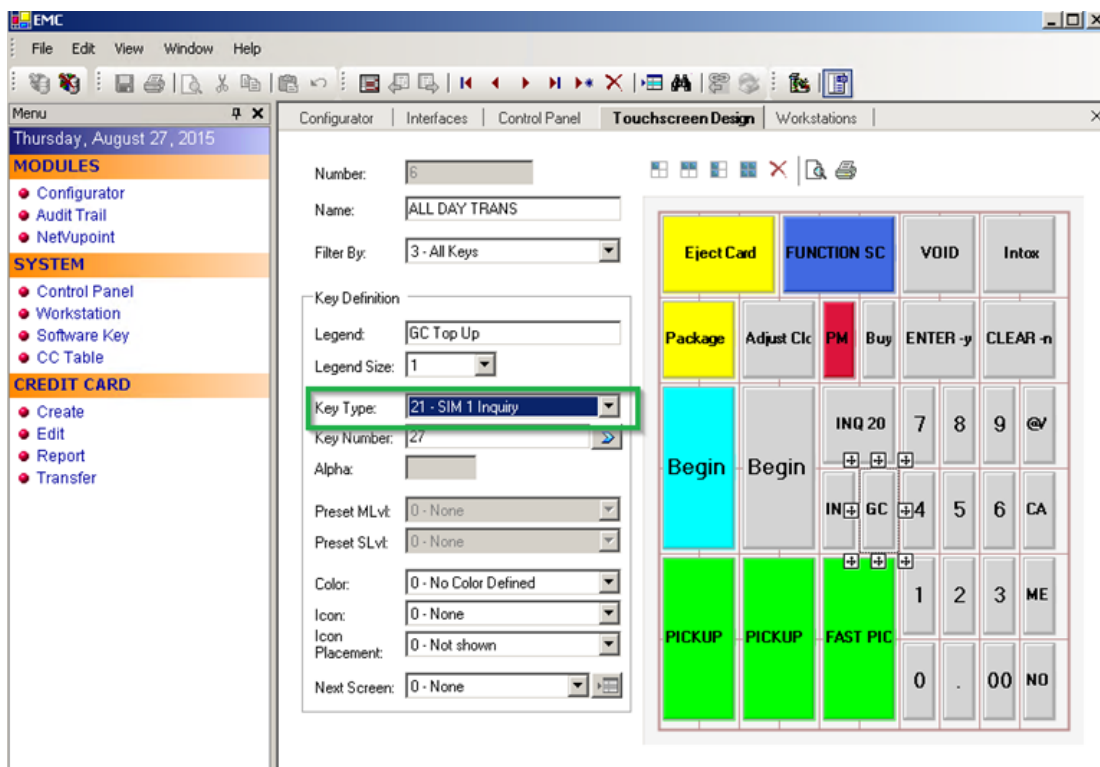 EMC
File Edit View Window Help
Menu
Thursday, August 27, 2015
MODULES
Configurator
Audit Trail
NetVupoint
SYSTEM
Control Panel
Workstation
Software Key
CC Table
CREDIT CARD
Create
Edit
Report
Transfer
Configurator Interfaces Control Panel Touchscreen Design Workstations
Number: 6
Name: ALL DAY TRANS
Filter By: 3 - All Keys
Key Definition
Legend: GC Top Up
Legend Size: 1
Key Type: 21 - SIM 1 Inquiry
Key Number: 27
Alpha:
Preset MLvl: 0 - None
Preset SLvl: 0 - None
Color: 0 - No Color Defined
Icon: 0 - None
Icon
Placement: 0 - Not shown
Next Screen: 0 - None
Eject Card FUNCTION SC VOID Intox
Package Adjust Clc PM Buy ENTER -y CLEAR -n
Begin Begin INQ 20 7 8 9 @/
IN GC 4 5 6 CA
PICKUP PICKUP FAST PIC 1 2 3 ME
0 . 00 NO